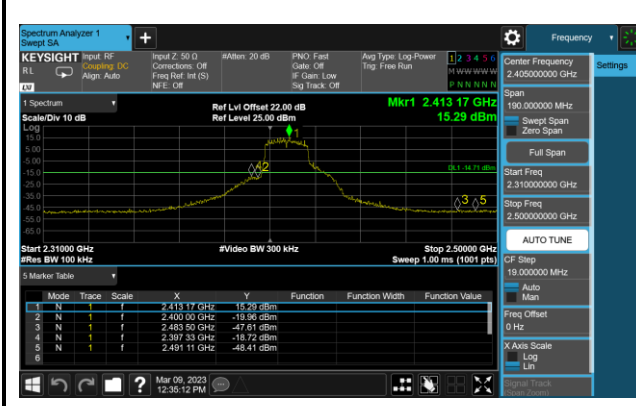 Spectrum Analyzer 1
Swept SA
+
Frequency
KEYSIGHT
RL
Input: RF
Coupling: DC
Align: Auto
Input Z: 50 Ω
Corrections: Off
Freq Ref: Int (S)
NFE: Off
#Atten: 20 dB
PNO: Fast
Gate: Off
IF Gain: Low
Sig Track: Off
Avg Type: Log-Power
Trig: Free Run
1 2 3 4 5 6
M W W W W W
P N N N N N
LXI
1 Spectrum
Scale/Div 10 dB
Ref Lvl Offset 22.00 dB
Ref Level 25.00 dBm
Mkr1 2.413 17 GHz
15.29 dBm
Log
15.0
5.00
-5.00
-15.0
-25.0
-35.0
-45.0
-55.0
-65.0
1
2
3
5
DL1 -14.71 dBm
Start 2.31000 GHz
#Res BW 100 kHz
#Video BW 300 kHz
Stop 2.50000 GHz
Sweep 1.00 ms (1001 pts)
5 Marker Table
Mode Trace Scale X Y Function Function Width Function Value
1 N 1 f 2.413 17 GHz 15.29 dBm
2 N 1 f 2.400 00 GHz -19.96 dBm
3 N 1 f 2.483 50 GHz -47.61 dBm
4 N 1 f 2.397 33 GHz -18.72 dBm
5 N 1 f 2.491 11 GHz -48.41 dBm
6
?
Mar 09, 2023
12:35:12 PM
Center Frequency
2.405000000 GHz
Span
190.000000 MHz
Swept Span
Zero Span
Full Span
Start Freq
2.310000000 GHz
Stop Freq
2.500000000 GHz
AUTO TUNE
CF Step
19.000000 MHz
Auto
Man
Freq Offset
0 Hz
X Axis Scale
Log
Lin
Signal Track
(Span Zoom)
Settings